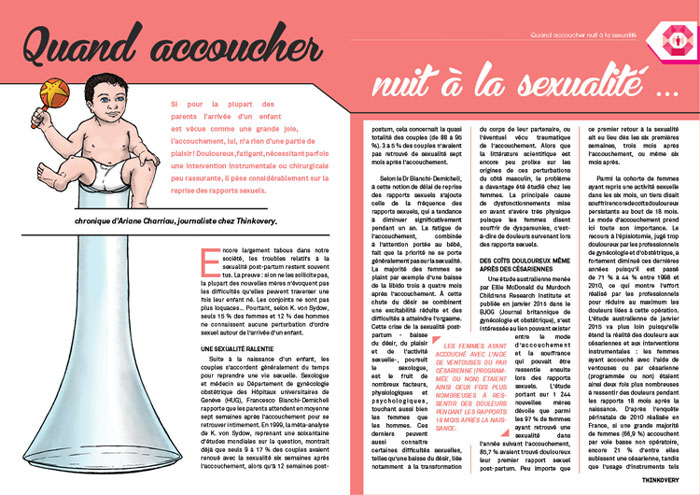 Quand accoucher
Quand accoucher nuit à la sexualité
nuit à la sexualité ...
Si pour la plupart des
parents l'arrivée d'un enfant
est vécue comme une grande joie,
l'accouchement, lui, n'a rien d'une partie de
plaisir! Douloureux, fatigant, nécessitant parfois
une intervention instrumentale ou chirurgicale
peu rassurante, il pèse considérablement sur la
reprise des rapports sexuels.
chronique d'Ariane Charriau, journaliste chez Thinkovery,
Encore largement tabous dans notre
société, les troubles relatifs à la
sexualité post-partum restent souvent
tus. La preuve : si on ne les sollicite pas,
la plupart des nouvelles mères n'évoquent pas
les difficultés qu'elles peuvent traverser une
fois leur enfant né. Les conjoints ne sont pas
plus loquaces... Pourtant, selon K. von Sydow,
seuls 15 % des femmes et 12 % des hommes
ne connaissent aucune perturbation d'ordre
sexuel autour de l'arrivée d'un enfant.
UNE SEXUALITÉ RALENTIE
Suite à la naissance d'un enfant, les
couples s'accordent généralement du temps
pour reprendre une vie sexuelle. Sexologue
et médecin au Département de gynécologie
obstétrique des Hôpitaux universitaires de
Genève (HUG), Francesco Bianchi-Demicheli
rapporte que les parents attendent en moyenne
sept semaines après l'accouchement pour se
retrouver intimement. En 1999, la méta-analyse
de K. von Sydow, reprenant une soixantaine
d'études mondiales sur la question, montrait
déjà que seuls 9 à 17 % des couples avaient
renoué avec la sexualité six semaines après
l'accouchement, alors qu'à 12 semaines post-
postum, cela concernait la quasi
totalité des couples (de 89 à 95
%). 3 à 5 % des couples n'avaient
pas retrouvé de sexualité sept
mois après l'accouchement.
Selon le Dr Bianchi-Demicheli,
à cette notion de délai de reprise
des rapports sexuels s'ajoute
celle de la fréquence des
rapports sexuels, qui a tendance
à diminuer significativement
pendant un an. La fatigue de
l'accouchement, combinée
à l'attention portée au bébé,
fait que la priorité ne se porte
généralement pas sur la sexualité.
La majorité des femmes se
plaint par exemple d'une baisse
de la libido trois à quatre mois
après l'accouchement. À cette
chute du désir se combinent
une excitabilité réduite et des
difficultés à atteindre l'orgasme.
Cette crise de la sexualité post-
partum - baisse
du désir, du plaisir
et de l'activité
sexuelle-, poursuit
le sexologue,
est le fruit de
nombreux facteurs,
physiologiques et
psychologiques,
touchant aussi bien
les femmes que
les hommes. Ces
derniers peuvent
aussi connaître
certaines difficultés sexuelles,
telles qu'une baisse du désir, liée
notamment à la transformation
LES FEMMES AYANT
ACCOUCHÉ AVEC L'AIDE
DE VENTOUSES OU PAR
CÉSARIENNE (PROGRAM-
MÉE OU NON) ÉTAIENT
AINSI DEUX FOIS PLUS
NOMBREUSES À RES-
SENTIR DES DOULEURS
PENDANT LES RAPPORTS
18 MOIS APRÈS LA NAIS-
SANCE.
du corps de leur partenaire, ou
l'éventuel vécu traumatique
de l'accouchement. Alors que
la littérature scientifique est
encore peu prolixe sur les
origines de ces perturbations
du côté masculin, le problème
a davantage été étudié chez les
femmes. La principale cause
de dysfonctionnements mise
en avant s'avère très physique
puisque les femmes disent
souffrir de dyspareunies, c'est-
à-dire de douleurs survenant lors
des rapports sexuels.
DES COÏTS DOULOUREUX MÊME
APRÈS DES CÉSARIENNES
Une étude australienne menée
par Ellie McDonald du Murdoch
Childrens Research Institute et
publiée en janvier 2015 dans le
BJOG (Journal britannique de
gynécologie et obstétrique), s'est
intéressée au lien pouvant exister
entre le mode
d'accouchement
et la souffrance
qui pouvait être
ressentie ensuite
lors des rapports
sexuels. L'étude
portant sur 1 244
nouvelles mères
dévoile que parmi
les 97 % de femmes
ayant retrouvé une
sexualité dans
l'année suivant l'accouchement,
85,7 % avaient trouvé douloureux
leur premier rapport sexuel
post-partum. Peu importe que
ce premier retour à la sexualité
ait eu lieu dès les six premières
semaines, trois mois après
l'accouchement, ou même six
mois après.
Parmi la cohorte de femmes
ayant repris une activité sexuelle
dans les six mois, un tiers disait
souffrir encore de coïts douloureux
persistants au bout de 18 mois.
Le mode d'accouchement prend
ici toute son importance. Le
recours à l'épisiotomie, jugé trop
douloureux par les professionnels
de gynécologie et d'obstétrique, a
fortement diminué ces dernières
années puisqu'il est passé
de 71 % à 44 % entre 1998 et
2010, ce qui montre l'effort
réalisé par les professionnels
pour réduire au maximum les
douleurs liées à cette opération.
L'étude australienne de janvier
2015 va plus loin puisqu'elle
étend la réalité des douleurs aux
césariennes et aux interventions
instrumentales : les femmes
ayant accouché avec l'aide de
ventouses ou par césarienne
(programmée ou non) étaient
ainsi deux fois plus nombreuses
à ressentir des douleurs pendant
les rapports 18 mois après la
naissance. D'après l'enquête
périnatale de 2010 réalisée en
France, si une grande majorité
de femmes (66,9 %) accouchent
par voie basse non opératoire,
encore 21 % d'entre elles
subissent une césarienne, tandis
que l'usage d'instruments tels
THINKOVERY